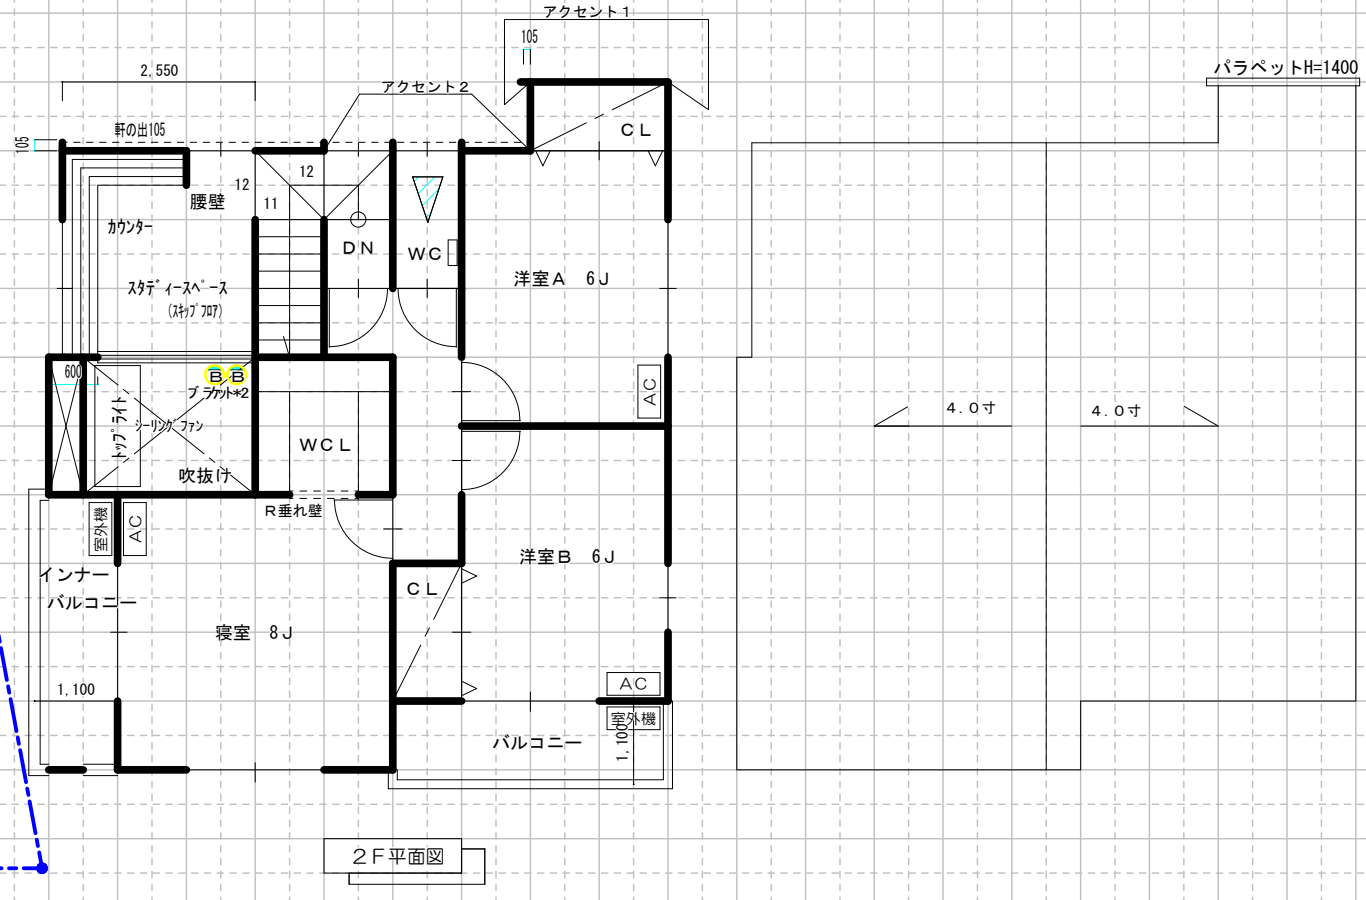 アクセント1
105
パラペットH=1400
2,550
アクセント2
軒の出105
105
CL
12
12
腰壁
11
カウンター
DN
WC
洋室A 6J
スタディースペース
(スキップフロア)
600
B B
ブラケット*2
AC
4.0寸
4.0寸
トップライト
シーリングファン
WCL
吹抜け
R垂れ壁
室外機
AC
洋室B 6J
インナー
バルコニー
CL
寝室 8J
1,100
AC
室外機
バルコニー
1,100
2F平面図